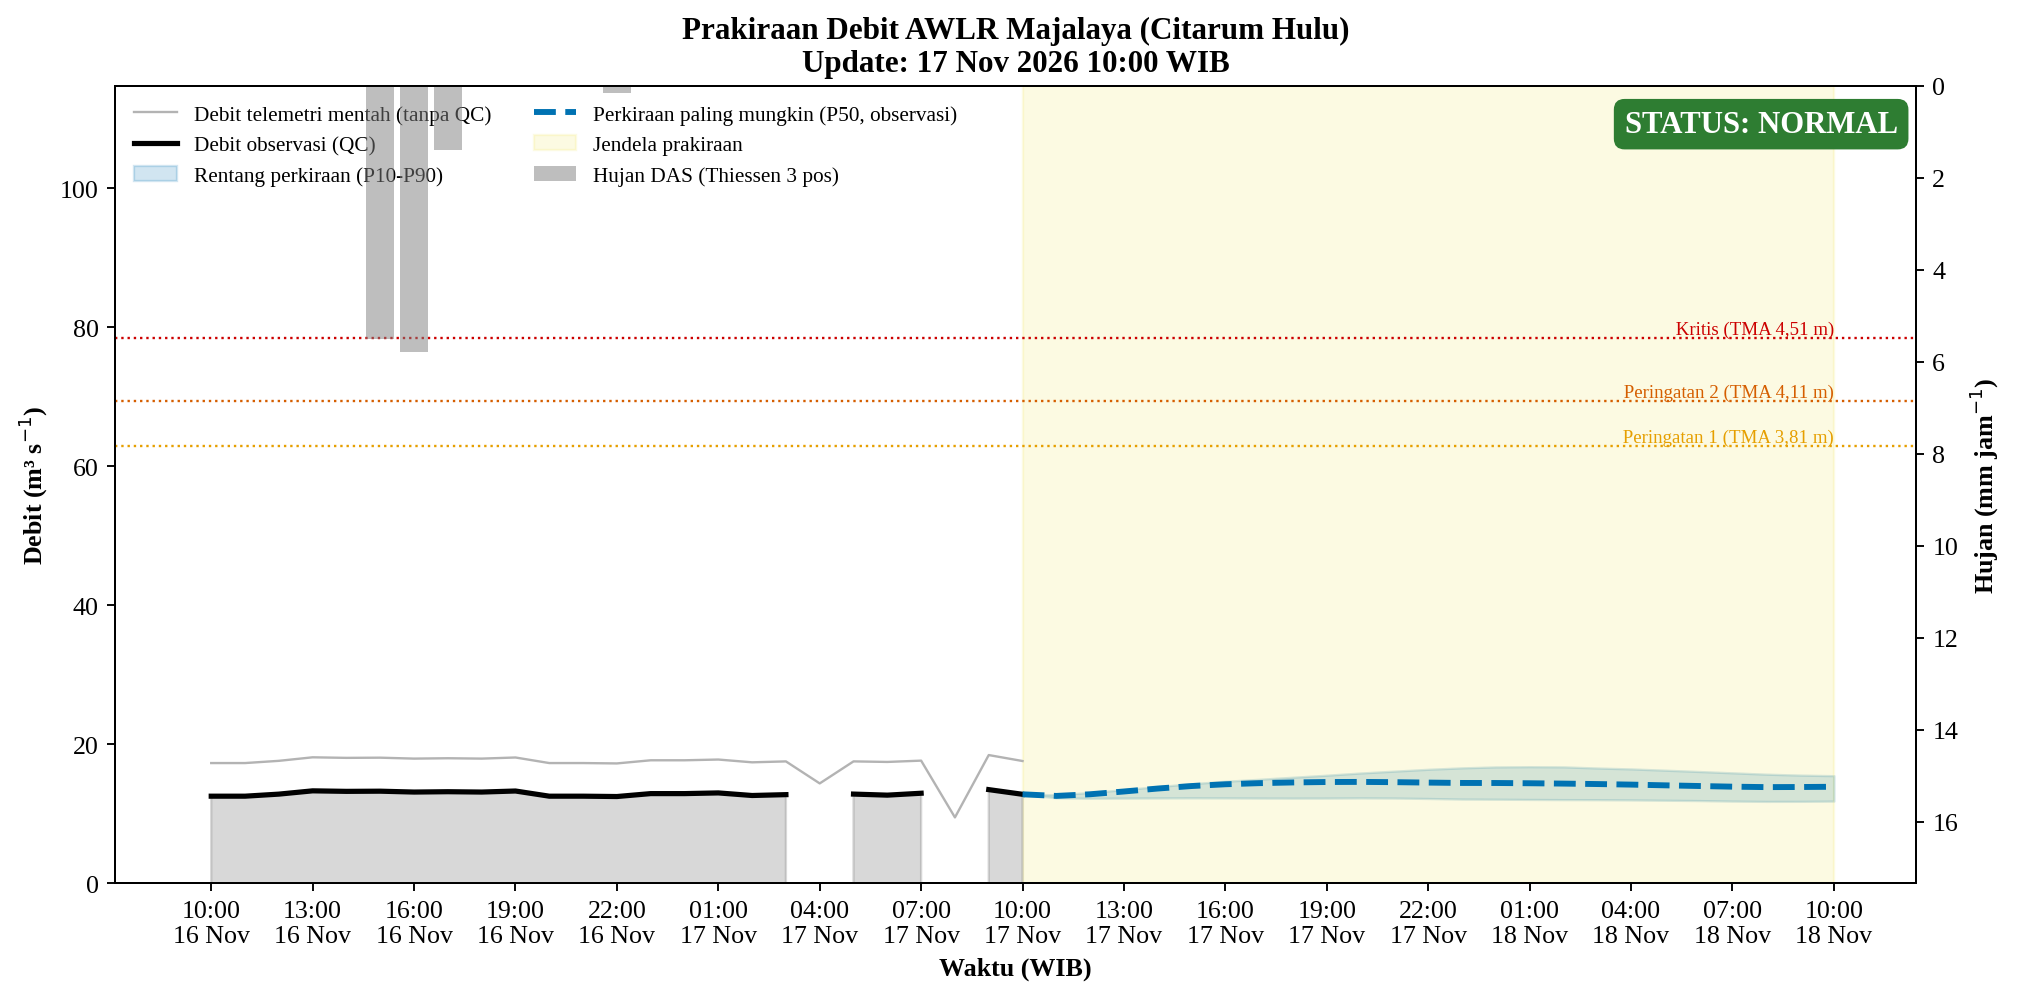 Prakiraan Debit AWLR Majalaya (Citarum Hulu)
Update: 17 Nov 2026 10:00 WIB
Debit telemetri mentah (tanpa QC)
Debit observasi (QC)
Rentang perkiraan (P10-P90)
Perkiraan paling mungkin (P50, observasi)
Jendela prakiraan
Hujan DAS (Thiessen 3 pos)
STATUS: NORMAL
Kritis (TMA 4,51 m)
Peringatan 2 (TMA 4,11 m)
Peringatan 1 (TMA 3,81 m)
Debit (m³ s⁻¹)
100
80
60
40
20
0
Hujan (mm jam⁻¹)
0
2
4
6
8
10
12
14
16
10:00 13:00 16:00 19:00 22:00 01:00 04:00 07:00 10:00 13:00 16:00 19:00 22:00 01:00 04:00 07:00 10:00
16 Nov 16 Nov 16 Nov 16 Nov 16 Nov 17 Nov 17 Nov 17 Nov 17 Nov 17 Nov 17 Nov 17 Nov 17 Nov 18 Nov 18 Nov 18 Nov 18 Nov
Waktu (WIB)